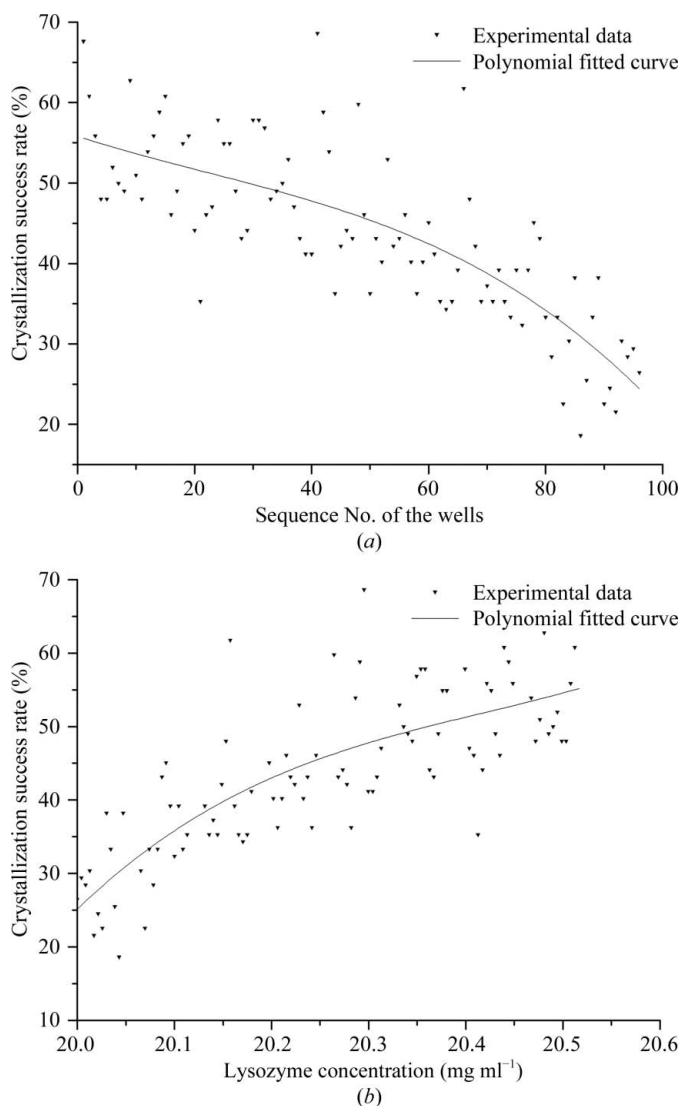 70
60
50
40
30
20
Crystallization success rate (%)
Experimental data
Polynomial fitted curve
0 20 40 60 80 100
Sequence No. of the wells
(a)
70
60
50
40
30
20
10
Crystallization success rate (%)
Experimental data
Polynomial fitted curve
20.0 20.1 20.2 20.3 20.4 20.5 20.6
Lysozyme concentration (mg ml⁻¹)
(b)